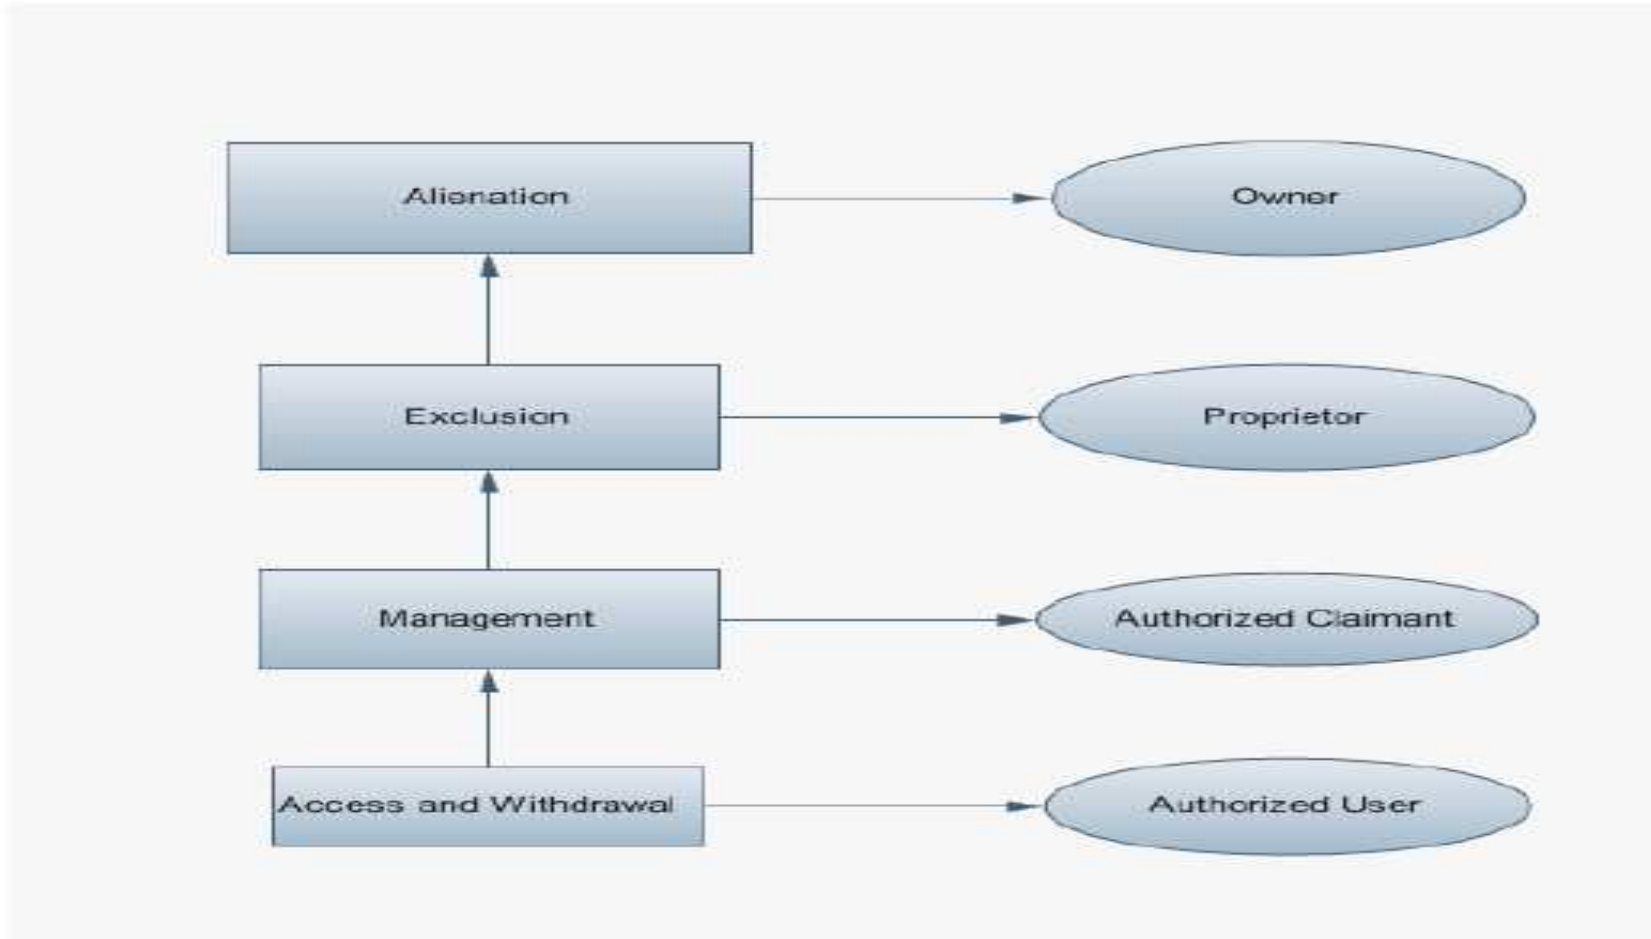 Alienation
Owner
Exclusion
Proprietor
Management
Authorized Claimant
Access and Withdrawal
Authorized User